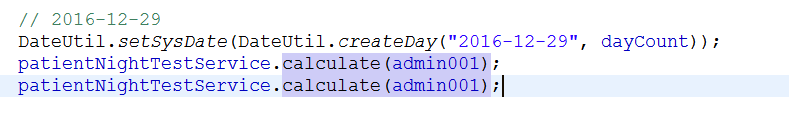 // 2016-12-29
DateUtil.setSysDate(DateUtil.createDay("2016-12-29", dayCount));
patientNightTestService.calculate(admin001);
patientNightTestService.calculate(admin001);